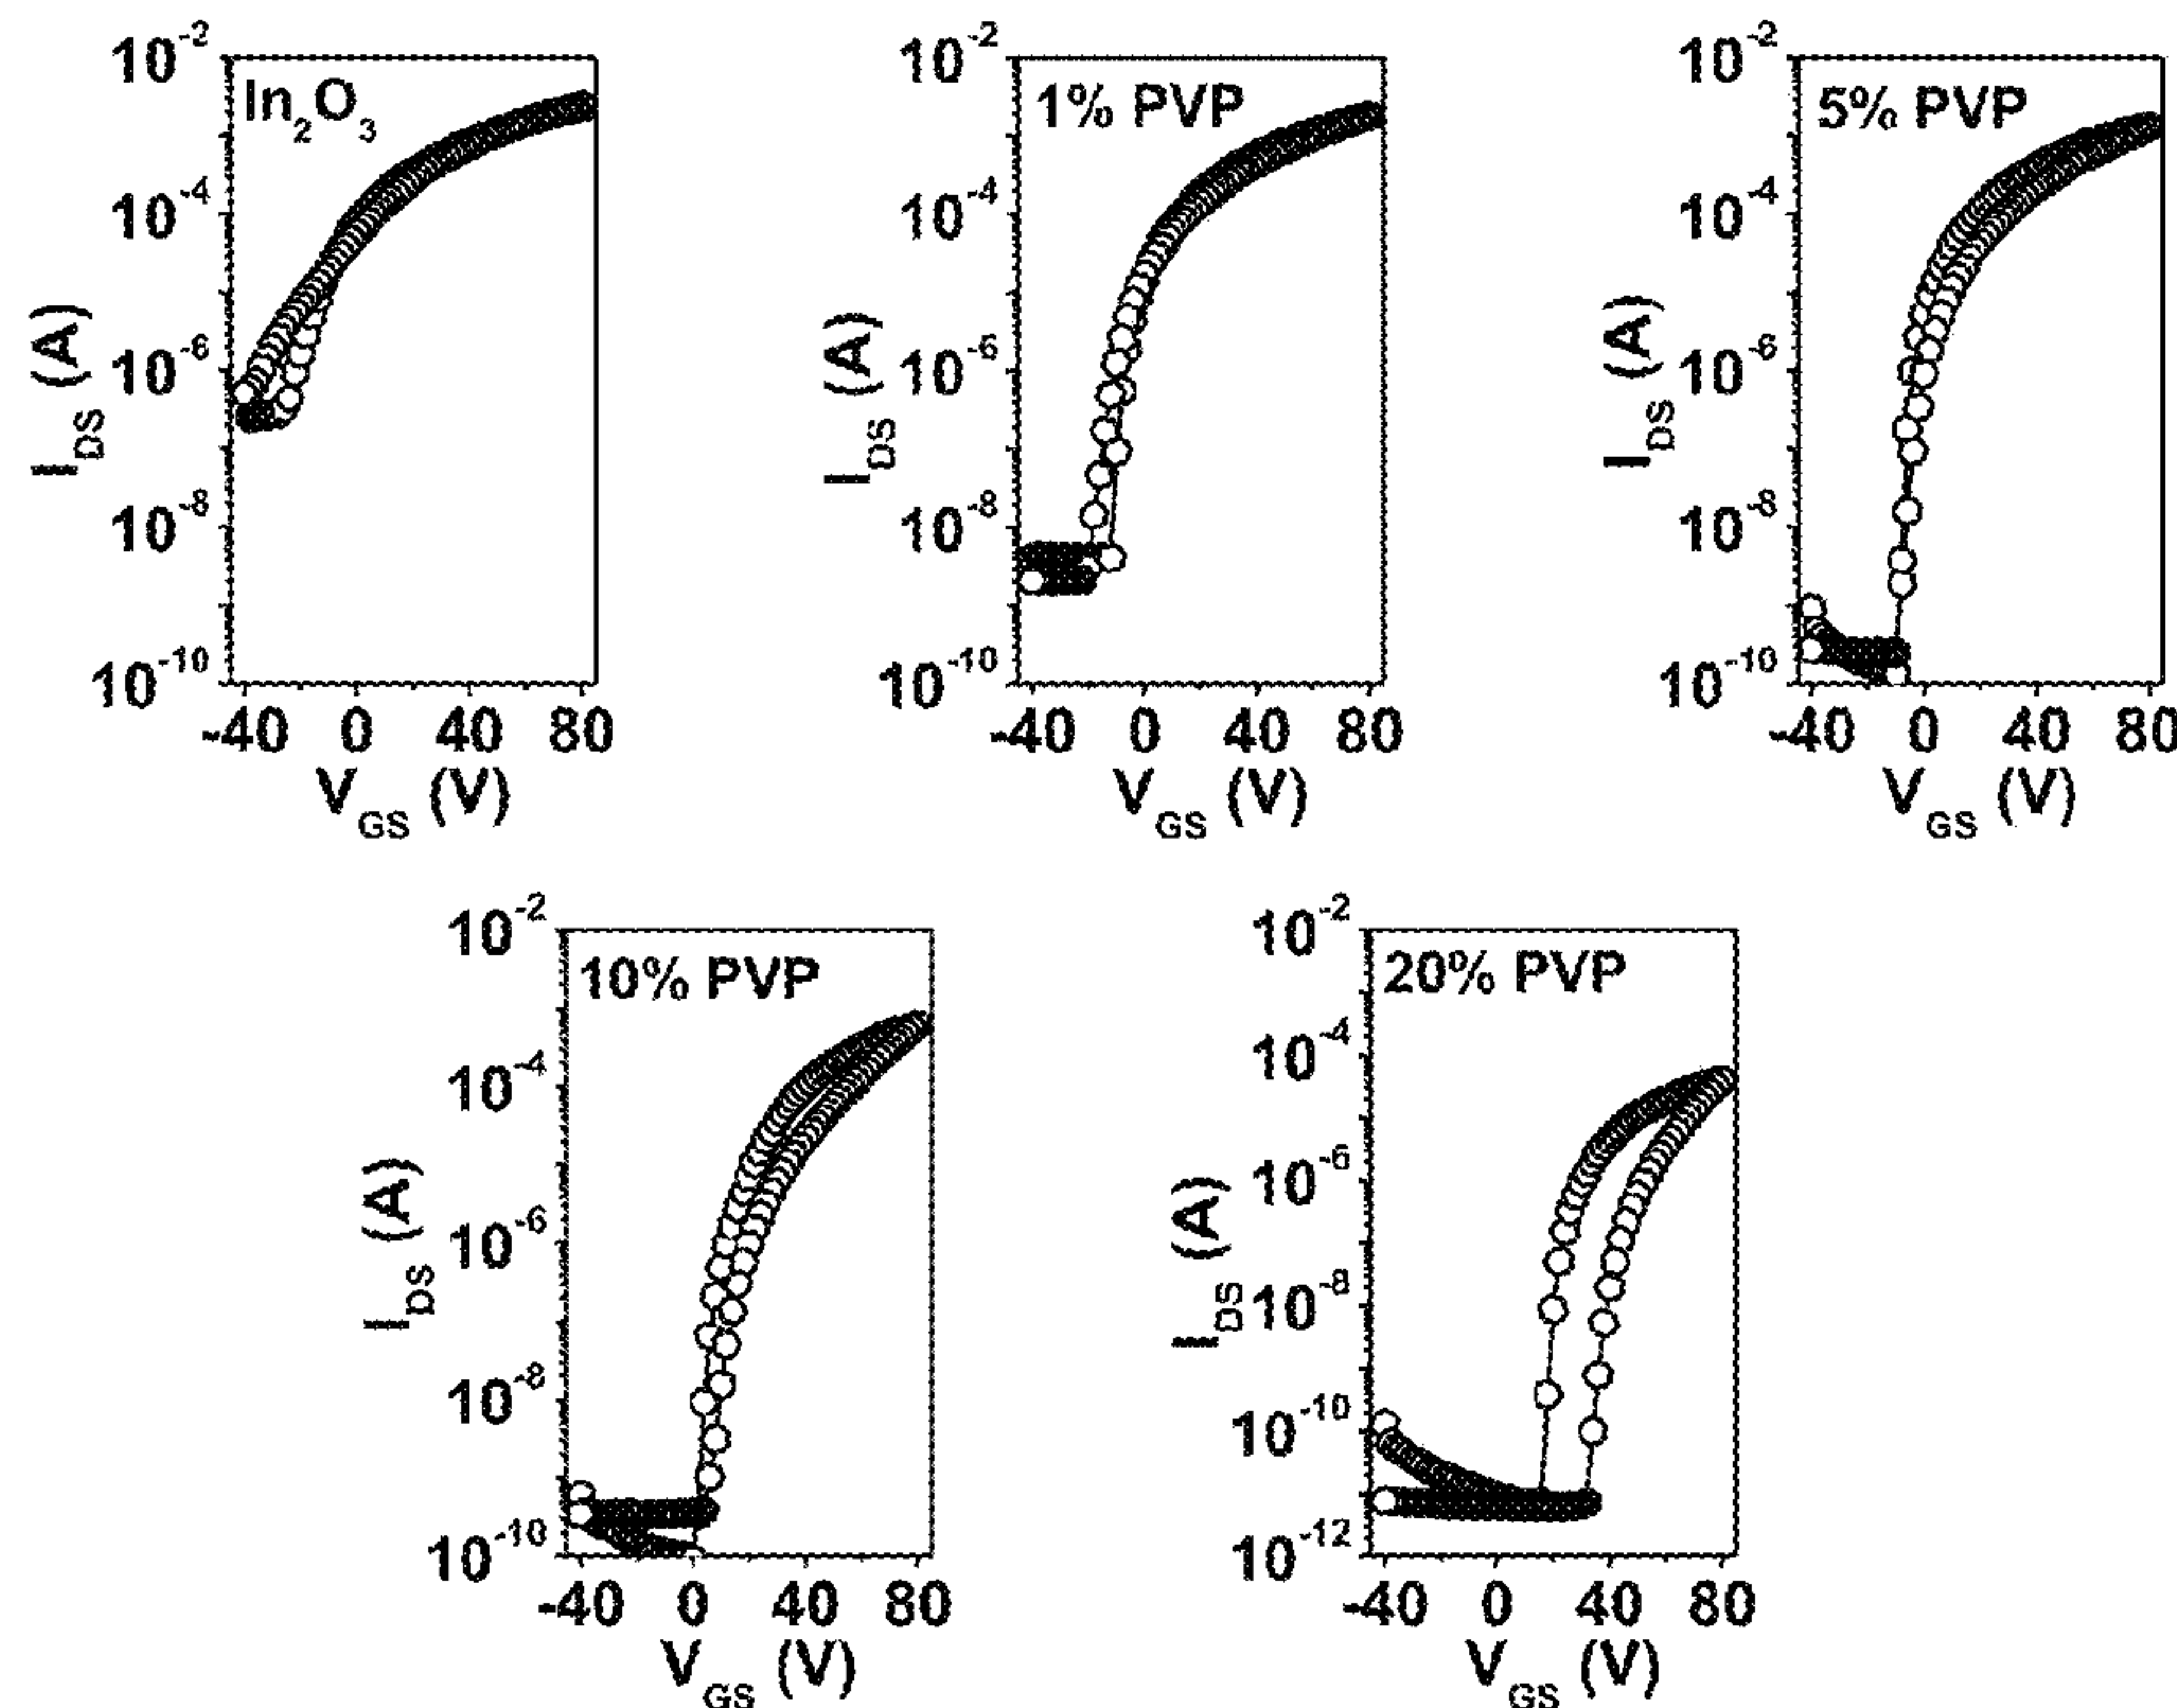 In₂O₃
10⁻²
10⁻⁴
10⁻⁶
10⁻⁸
10⁻¹⁰
I_DS (A)
-40 0 40 80
V_GS (V)
1% PVP
10⁻²
10⁻⁴
10⁻⁶
10⁻⁸
10⁻¹⁰
I_DS (A)
-40 0 40 80
V_GS (V)
5% PVP
10⁻²
10⁻⁴
10⁻⁶
10⁻⁸
10⁻¹⁰
I_DS (A)
-40 0 40 80
V_GS (V)
10% PVP
10⁻²
10⁻⁴
10⁻⁶
10⁻�8
10⁻¹⁰
I_DS (A)
-40 0 40 80
V_GS (V)
20% PVP
10⁻²
10⁻⁴
10⁻⁶
10⁻⁸
10⁻¹⁰
10⁻¹²
I_DS (A)
-40 0 40 80
V_GS (V)